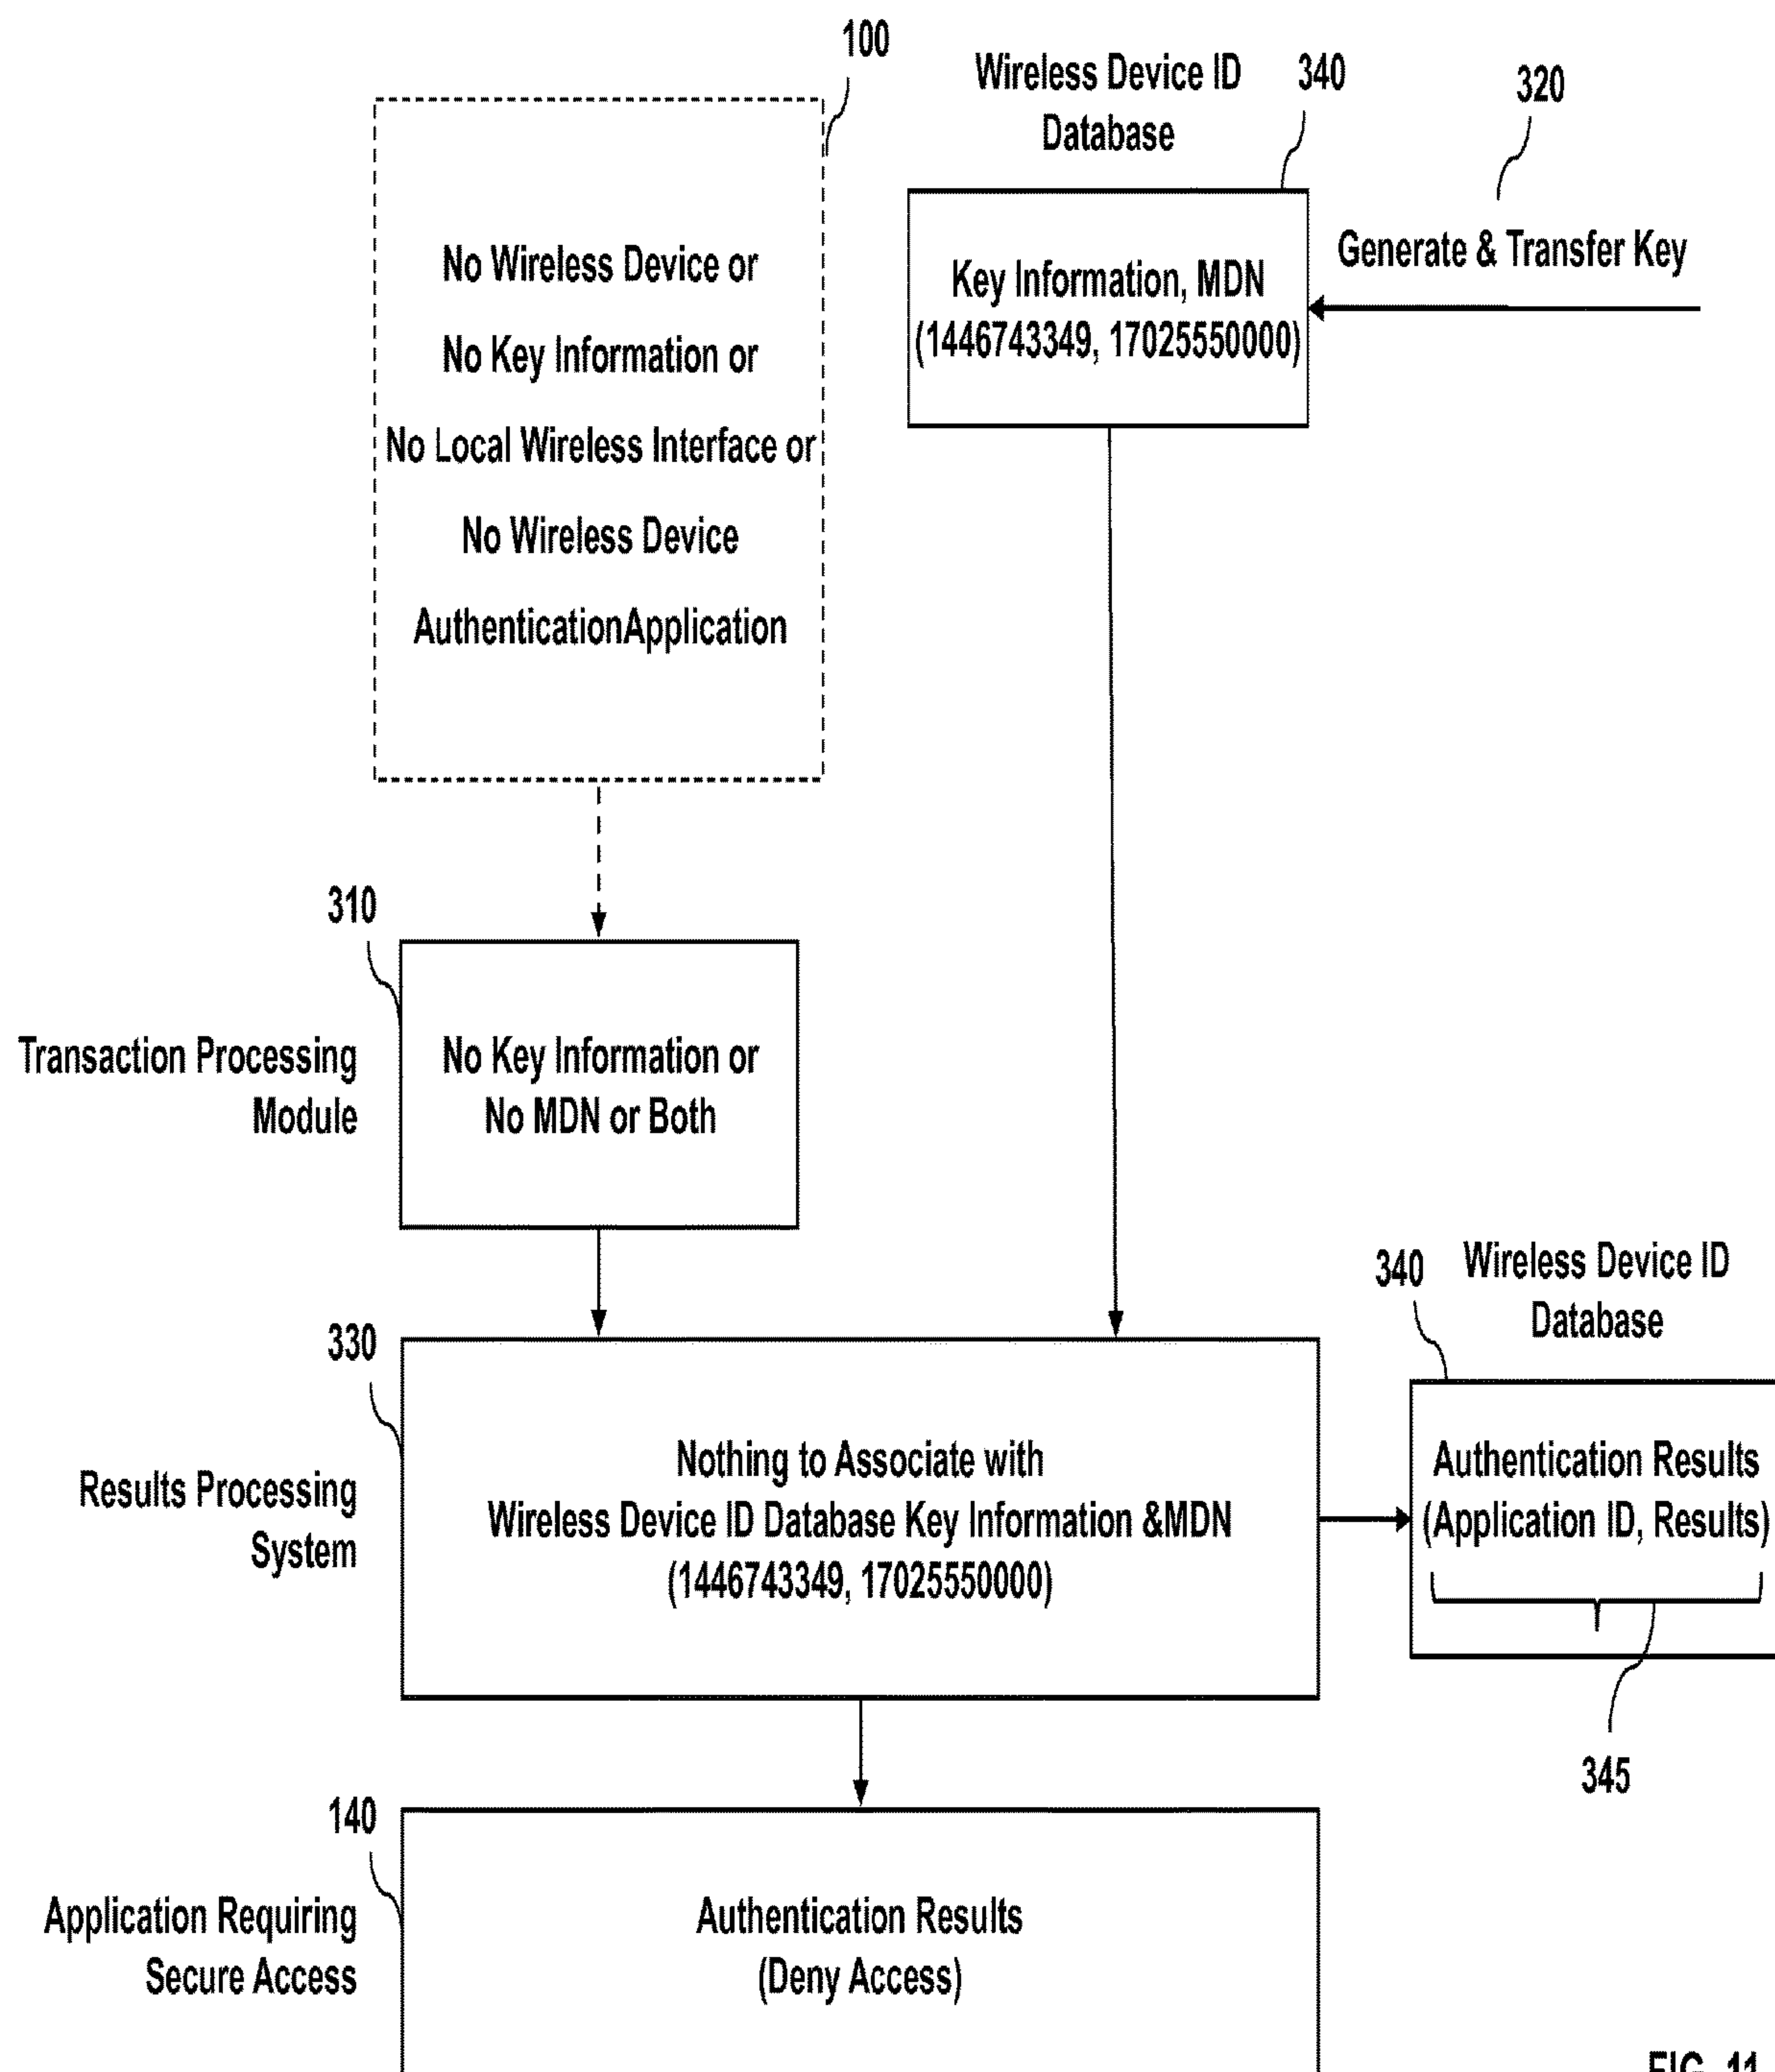 100
Wireless Device ID
Database
340
320
No Wireless Device or
No Key Information or
No Local Wireless Interface or
No Wireless Device
AuthenticationApplication
Key Information, MDN
(1446743349, 17025550000)
Generate & Transfer Key
310
Transaction Processing
Module
No Key Information or
No MDN or Both
340
Wireless Device ID
Database
330
Results Processing
System
Nothing to Associate with
Wireless Device ID Database Key Information &MDN
(1446743349, 17025550000)
Authentication Results
(Application ID, Results)
345
140
Application Requiring
Secure Access
Authentication Results
(Deny Access)
FIG. 11